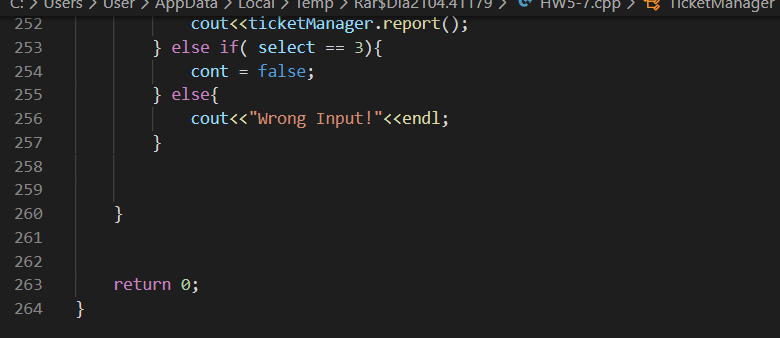 C: > Users > User > AppData > Local > Temp > Rar$DIa2104.41179 > HW5-7.cpp > TicketManager
252 cout<<ticketManager.report();
253 } else if( select == 3){
254 cont = false;
255 } else{
256 cout<<"Wrong Input!"<<endl;
257 }
258
259
260 }
261
262
263 return 0;
264 }